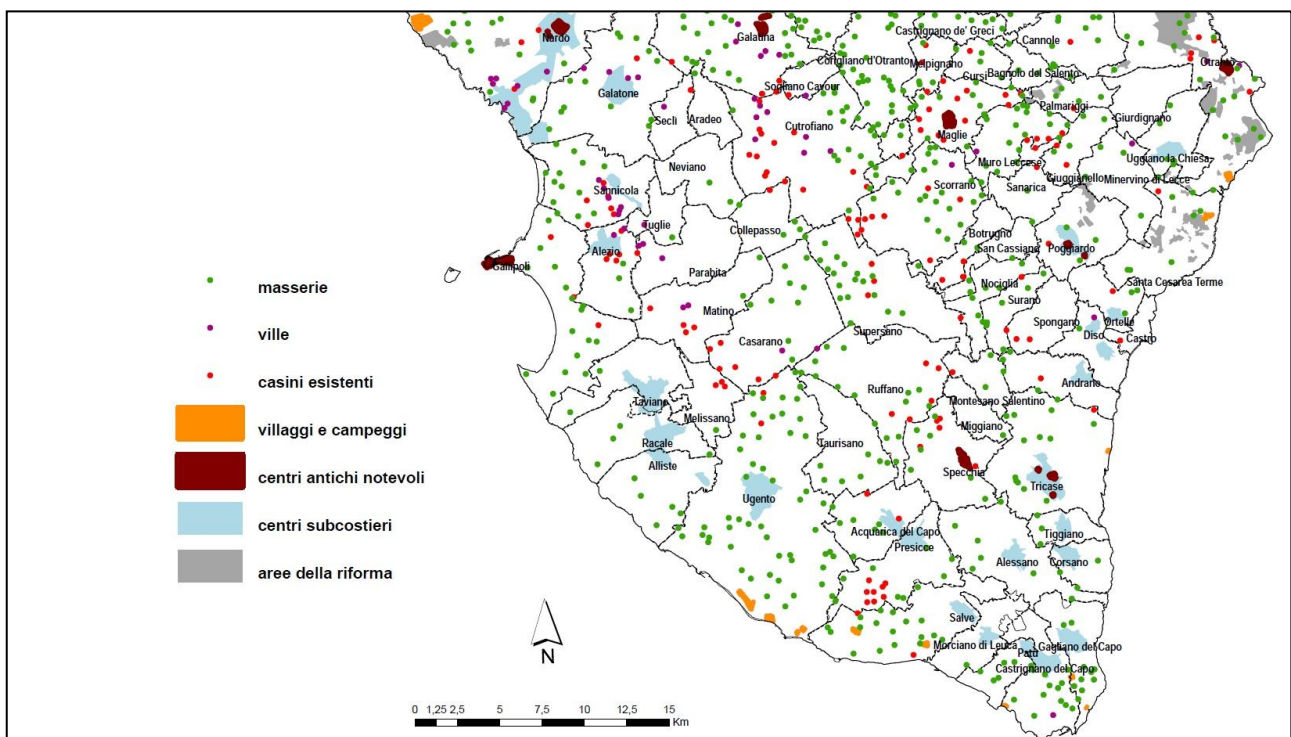 Nardò
Galatina
Castrignano de' Greci
Cannole
Corigliano d'Otranto
Melpignano
Otranto
Cursi
Bagnolo del Salento
Galatone
Sogliano Cavour
Palmariggi
Secli
Aradeo
Cutrofiano
Maglie
Giurdignano
Neviano
Muro Leccese
Uggiano la Chiesa
Sannicola
Scorrano
Sanarica
Giuggianello
Minervino di Lecce
Tuglie
Collepasso
Botrugno
Alezio
San Cassiano
Poggiardo
Gallipoli
Parabita
Nociglia
Santa Cesarea Terme
masserie
Matino
Surano
ville
Supersano
Spongano
Ortelle
Casarano
Diso
Castro
casini esistenti
Ruffano
Andrano
Taviano
Montesano Salentino
villaggi e campeggi
Melissano
Miggiano
Racale
Taurisano
Alliste
Specchia
centri antichi notevoli
Ugento
Tricase
centri subcostieri
Acquarica del Capo
Tiggiano
Presicce
Alessano
Corsano
aree della riforma
Salve
Morciano di Leuca
Gagliano del Capo
Patù
Castrignano del Capo
N
0 1,25 2,5 5 7,5 10 12,5 15
Km